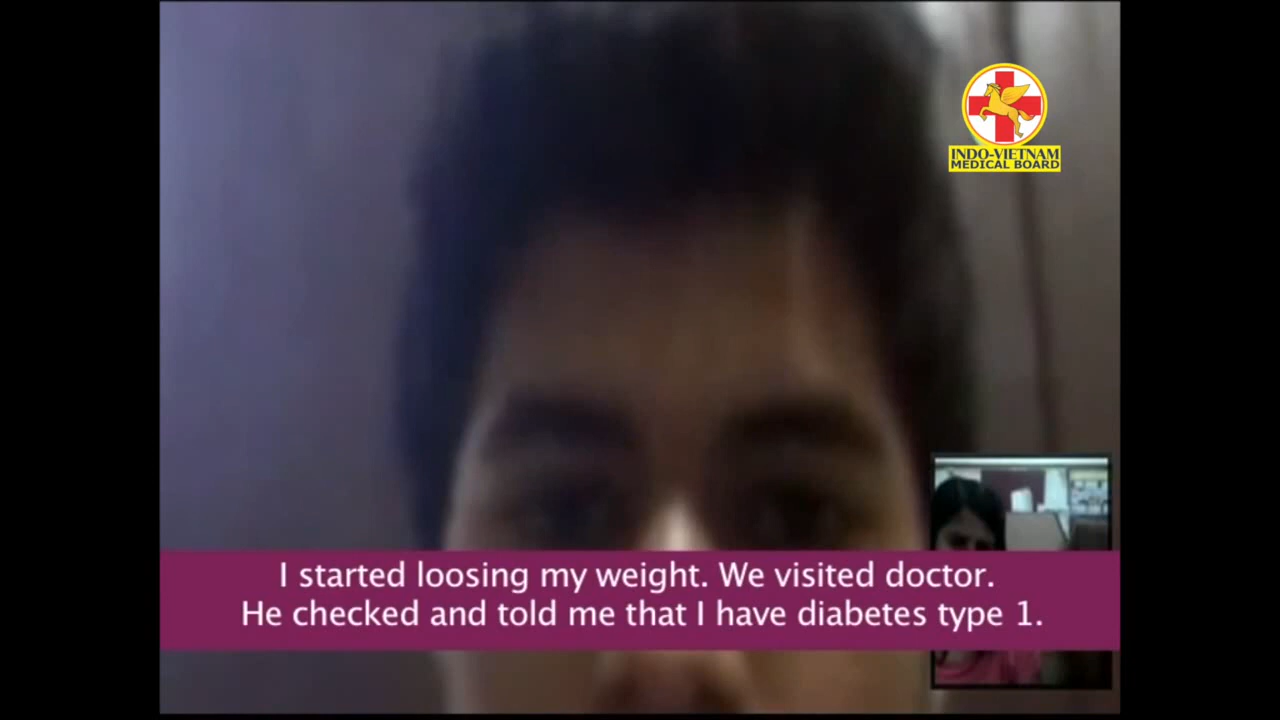 INDO-VIETNAM
MEDICAL BOARD
I started loosing my weight. We visited doctor.
He checked and told me that I have diabetes type 1.